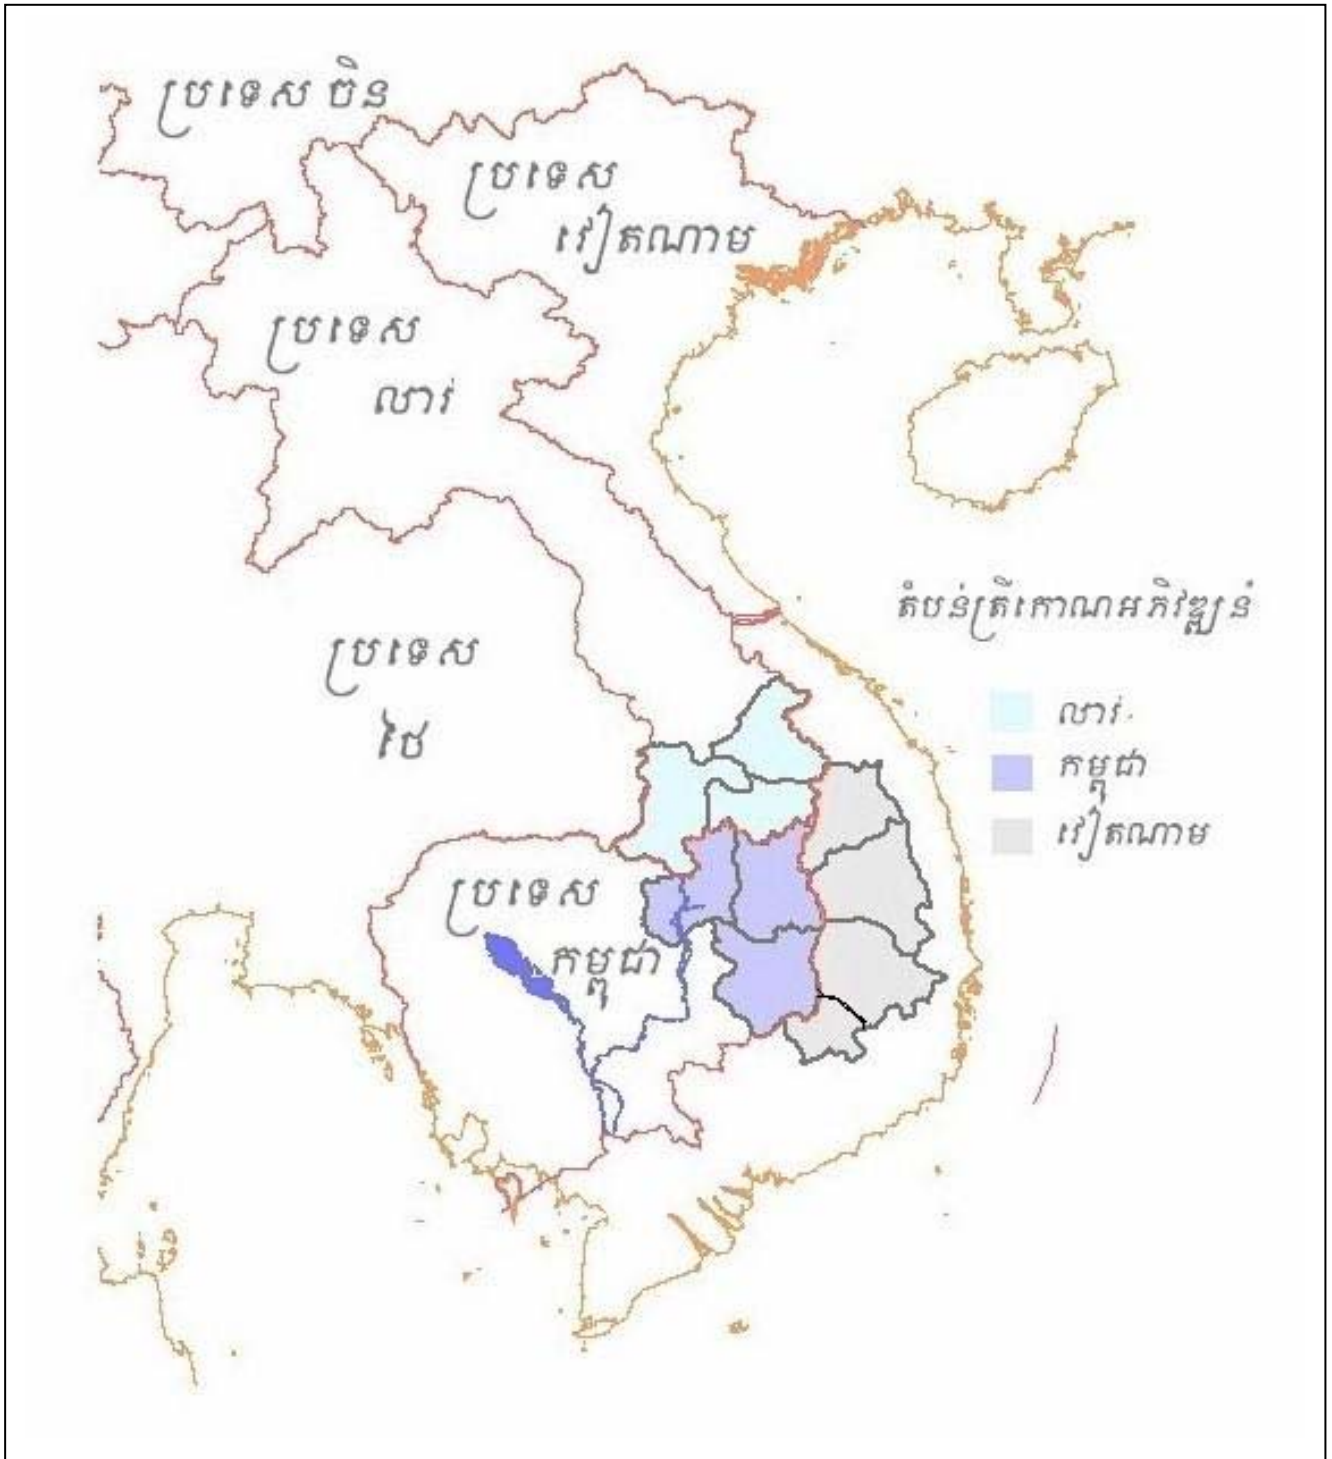 ប្រទេស ចិន
ប្រទេស
វៀតណាម
ប្រទេស
លាវ
ប្រទេស
ថៃ
ប្រទេស
កម្ពុជា
តំបន់ត្រីកោណអភិវឌ្ឍន៍
លាវ
កម្ពុជា
វៀតណាម